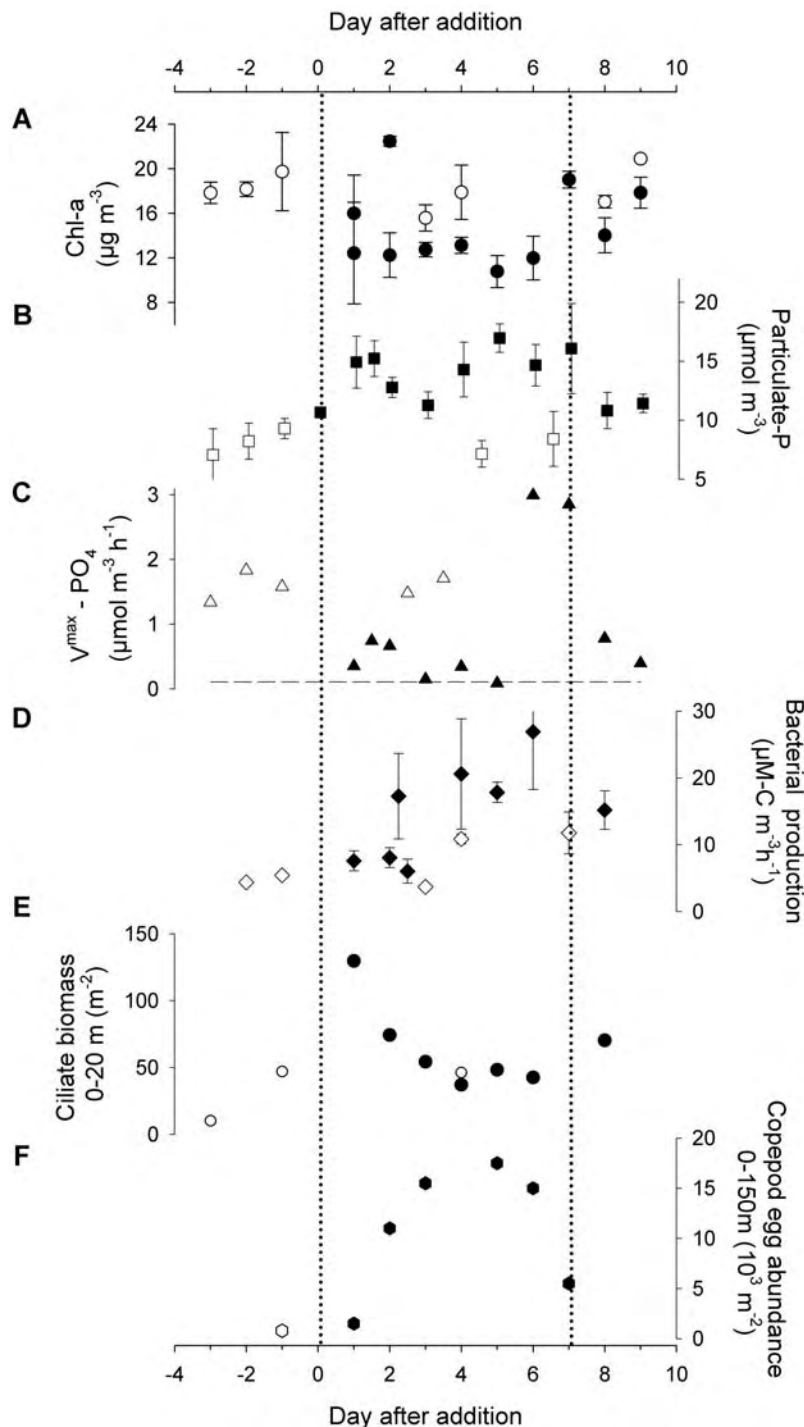 Day after addition
-4 -2 0 2 4 6 8 10
A
24
20
16
12
8
Chl-a
(µg m-3)
B
20
15
10
5
Particulate-P
(µmol m-3)
C
3
2
1
0
Vmax - PO4
(µmol m-3 h-1)
D
30
20
10
0
Bacterial production
(µM-C m-3h-1)
E
150
100
50
0
Ciliate biomass
0-20 m (m-2)
F
20
15
10
5
0
Copepod egg abundance
0-150m (103 m-2)
-4 -2 0 2 4 6 8 10
Day after addition